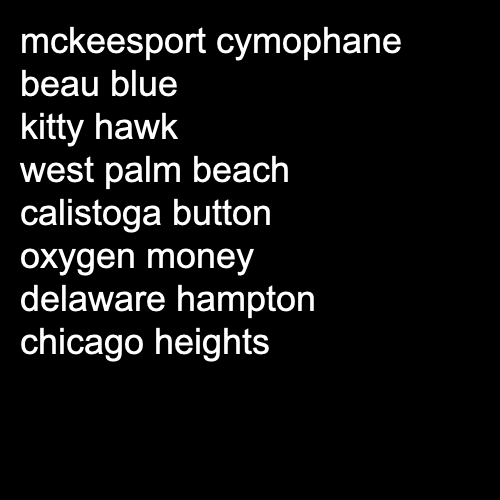 mckeesport cymophane
beau blue
kitty hawk
west palm beach
calistoga button
oxygen money
delaware hampton
chicago heights